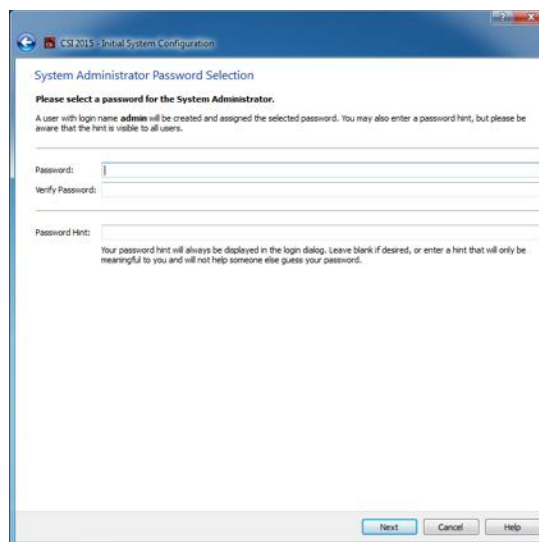 CSI 2015 - Initial System Configuration
System Administrator Password Selection
Please select a password for the System Administrator.
A user with login name admin will be created and assigned the selected password. You may also enter a password hint, but please be
aware that the hint is visible to all users.
Password:
Verify Password:
Password Hint:
Your password hint will always be displayed in the login dialog. Leave blank if desired, or enter a hint that will only be
meaningful to you and will not help someone else guess your password.
Next Cancel Help